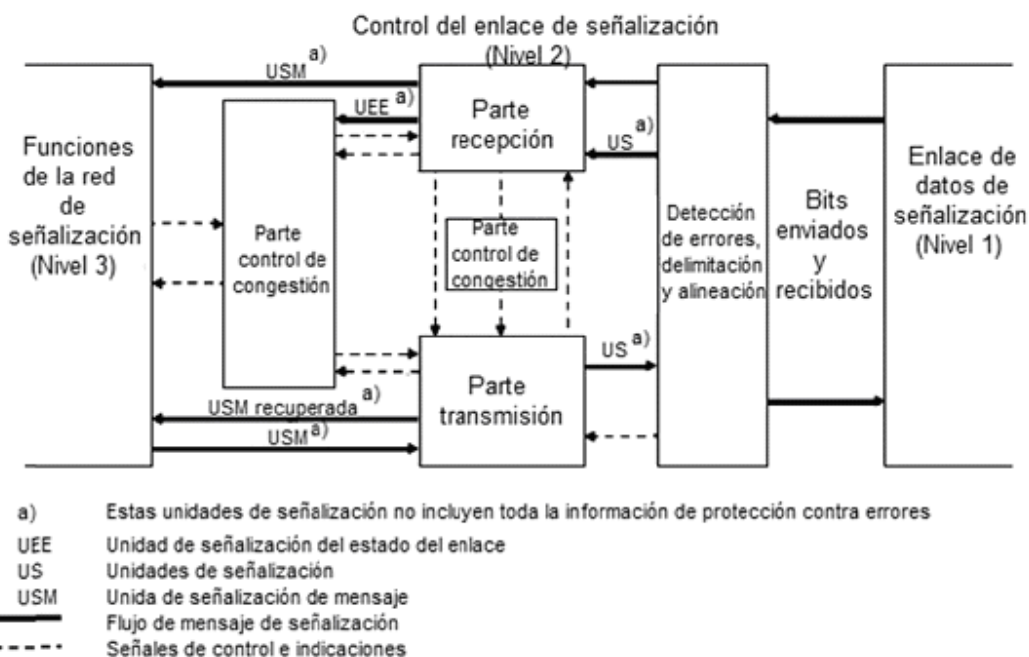 Control del enlace de señalización
(Nivel 2)
USM a)
UEE a)
Parte
recepción
US a)
Funciones
de la red
de
señalización
(Nivel 3)
Parte
control de
congestión
Parte
control de
congestión
Detección
de errores,
delimitación
y alineación
Bits
enviados
y
recibidos
Enlace de
datos de
señalización
(Nivel 1)
US a)
Parte
transmisión
USM recuperada a)
USM a)
a) Estas unidades de señalización no incluyen toda la información de protección contra errores
UEE Unidad de señalización del estado del enlace
US Unidades de señalización
USM Unida de señalización de mensaje
Flujo de mensaje de señalización
Señales de control e indicaciones